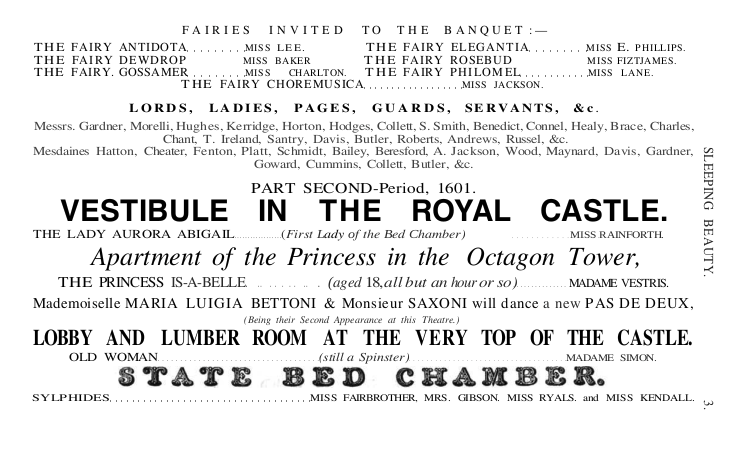 FAIRIES INVITED TO THE BANQUET:—
THE FAIRY ANTIDOTA........MISS LEE. THE FAIRY ELEGANTIA........ MISS E. PHILLIPS.
THE FAIRY DEWDROP MISS BAKER THE FAIRY ROSEBUD MISS FIZTJAMES.
THE FAIRY. GOSSAMER........MISS CHARLTON. THE FAIRY PHILOMEL...........MISS LANE.
THE FAIRY CHOREMUSICA.................MISS JACKSON.
LORDS, LADIES, PAGES, GUARDS, SERVANTS, &c.
Messrs. Gardner, Morelli, Hughes, Kerridge, Horton, Hodges, Collett, S. Smith, Benedict, Connel, Healy, Brace, Charles,
Chant, T. Ireland, Santry, Davis, Butler, Roberts, Andrews, Russel, &c.
Mesdaines Hatton, Cheater, Fenton, Platt, Schmidt, Bailey, Beresford, A. Jackson, Wood, Maynard, Davis, Gardner,
Goward, Cummins, Collett, Butler, &c.
PART SECOND-Period, 1601.
VESTIBULE IN THE ROYAL CASTLE.
THE LADY AURORA ABIGAIL................(First Lady of the Bed Chamber) ............MISS RAINFORTH.
Apartment of the Princess in the Octagon Tower,
THE PRINCESS IS-A-BELLE. .. ......... .. (aged 18, all but an hour or so)..............MADAME VESTRIS.
Mademoiselle MARIA LUIGIA BETTONI & Monsieur SAXONI will dance a new PAS DE DEUX,
(Being their Second Appearance at this Theatre.)
LOBBY AND LUMBER ROOM AT THE VERY TOP OF THE CASTLE.
OLD WOMAN................................(still a Spinster) MADAME SIMON.
STATE BED CHAMBER.
SYLPHIDES..................................MISS FAIRBROTHER, MRS. GIBSON. MISS RYALS. and MISS KENDALL.
SLEEPING BEAUTY.
3.